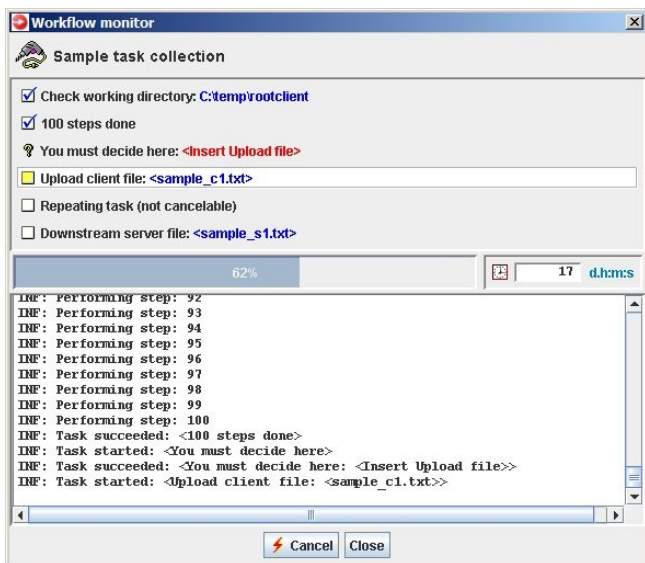 Workflow monitor
Sample task collection
Check working directory: C:\temp\rootclient
100 steps done
You must decide here: <Insert Upload file>
Upload client file: <sample_c1.txt>
Repeating task (not cancelable)
Downstream server file: <sample_s1.txt>
62% 17 d.h:m:s
INF: Performing step: 92
INF: Performing step: 93
INF: Performing step: 94
INF: Performing step: 95
INF: Performing step: 96
INF: Performing step: 97
INF: Performing step: 98
INF: Performing step: 99
INF: Performing step: 100
INF: Task succeeded: <100 steps done>
INF: Task started: <You must decide here>
INF: Task succeeded: <You must decide here: <Insert Upload file>>
INF: Task started: <Upload client file: <sample_c1.txt>>
Cancel Close